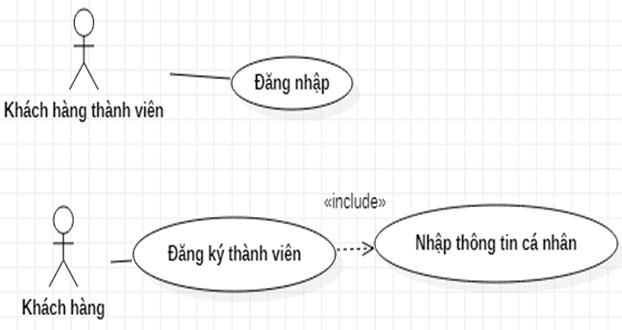 Đăng nhập
Khách hàng thành viên
«include»
Đăng ký thành viên
Nhập thông tin cá nhân
Khách hàng